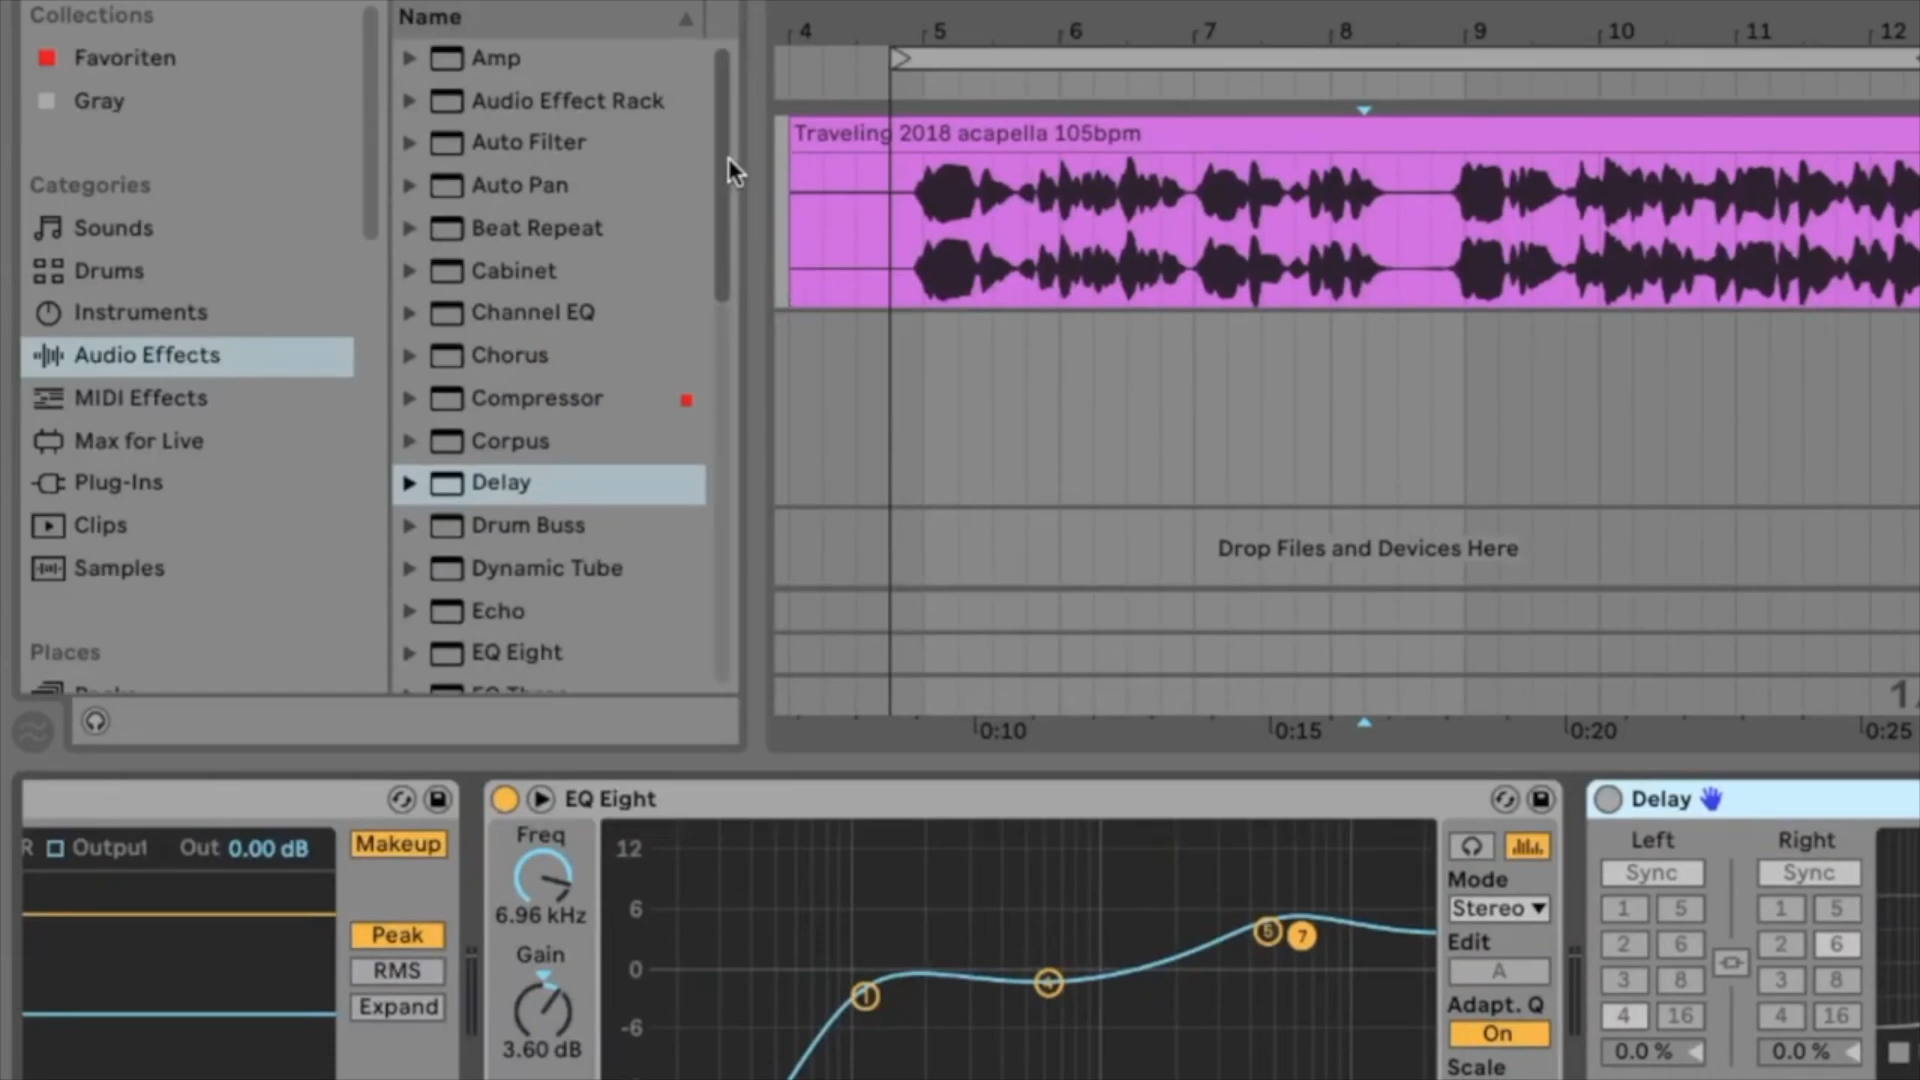 Collections
Favoriten
Gray
Categories
Sounds
Drums
Instruments
Audio Effects
MIDI Effects
Max for Live
Plug-Ins
Clips
Samples
Places
Name
Amp
Audio Effect Rack
Auto Filter
Auto Pan
Beat Repeat
Cabinet
Channel EQ
Chorus
Compressor
Corpus
Delay
Drum Buss
Dynamic Tube
Echo
EQ Eight
4 5 6 7 8 9 10 11 12
Traveling 2018 acapella 105bpm
Drop Files and Devices Here
0:10 0:15 0:20 0:25
Output Out 0.00 dB
Makeup
Peak
RMS
Expand
EQ Eight
Freq
6.96 kHz
Gain
3.60 dB
12
6
0
-6
1 4 5 7
Mode
Stereo
Edit
A
Adapt. Q
On
Scale
Delay
Left Right
Sync Sync
1 5 1 5
2 6 2 6
3 8 3 8
4 16 4 16
0.0 % 0.0 %